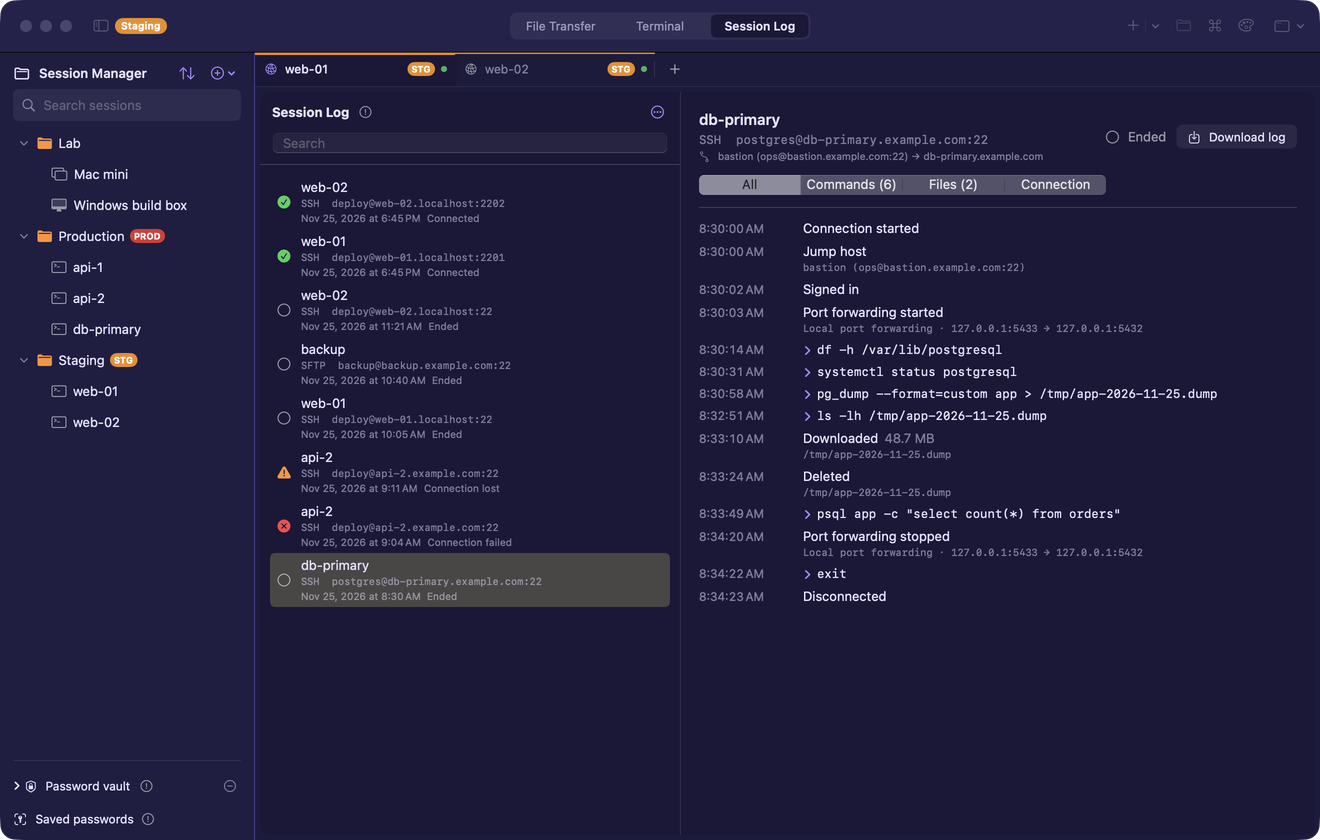 Staging
File Transfer
Terminal
Session Log
Session Manager
Search sessions
Lab
Mac mini
Windows build box
Production PROD
api-1
api-2
db-primary
Staging STG
web-01
web-02
Password vault
Saved passwords
web-01 STG
web-02 STG
Session Log
Search
web-02
SSH deploy@web-02.localhost:2202
Nov 25, 2026 at 6:45 PM Connected
web-01
SSH deploy@web-01.localhost:2201
Nov 25, 2026 at 6:45 PM Connected
web-02
SSH deploy@web-02.localhost:22
Nov 25, 2026 at 11:21 AM Ended
backup
SFTP backup@backup.example.com:22
Nov 25, 2026 at 10:40 AM Ended
web-01
SSH deploy@web-01.localhost:22
Nov 25, 2026 at 10:05 AM Ended
api-2
SSH deploy@api-2.example.com:22
Nov 25, 2026 at 9:11 AM Connection lost
api-2
SSH deploy@api-2.example.com:22
Nov 25, 2026 at 9:04 AM Connection failed
db-primary
SSH postgres@db-primary.example.com:22
Nov 25, 2026 at 8:30 AM Ended
db-primary
SSH postgres@db-primary.example.com:22
bastion (ops@bastion.example.com:22) → db-primary.example.com
Ended
Download log
All
Commands (6)
Files (2)
Connection
8:30:00 AM Connection started
8:30:00 AM Jump host
bastion (ops@bastion.example.com:22)
8:30:02 AM Signed in
8:30:03 AM Port forwarding started
Local port forwarding · 127.0.0.1:5433 → 127.0.0.1:5432
8:30:14 AM > df -h /var/lib/postgresql
8:30:31 AM > systemctl status postgresql
8:30:58 AM > pg_dump --format=custom app > /tmp/app-2026-11-25.dump
8:32:51 AM > ls -lh /tmp/app-2026-11-25.dump
8:33:10 AM Downloaded 48.7 MB
/tmp/app-2026-11-25.dump
8:33:24 AM Deleted
/tmp/app-2026-11-25.dump
8:33:49 AM > psql app -c "select count(*) from orders"
8:34:20 AM Port forwarding stopped
Local port forwarding · 127.0.0.1:5433 → 127.0.0.1:5432
8:34:22 AM > exit
8:34:23 AM Disconnected